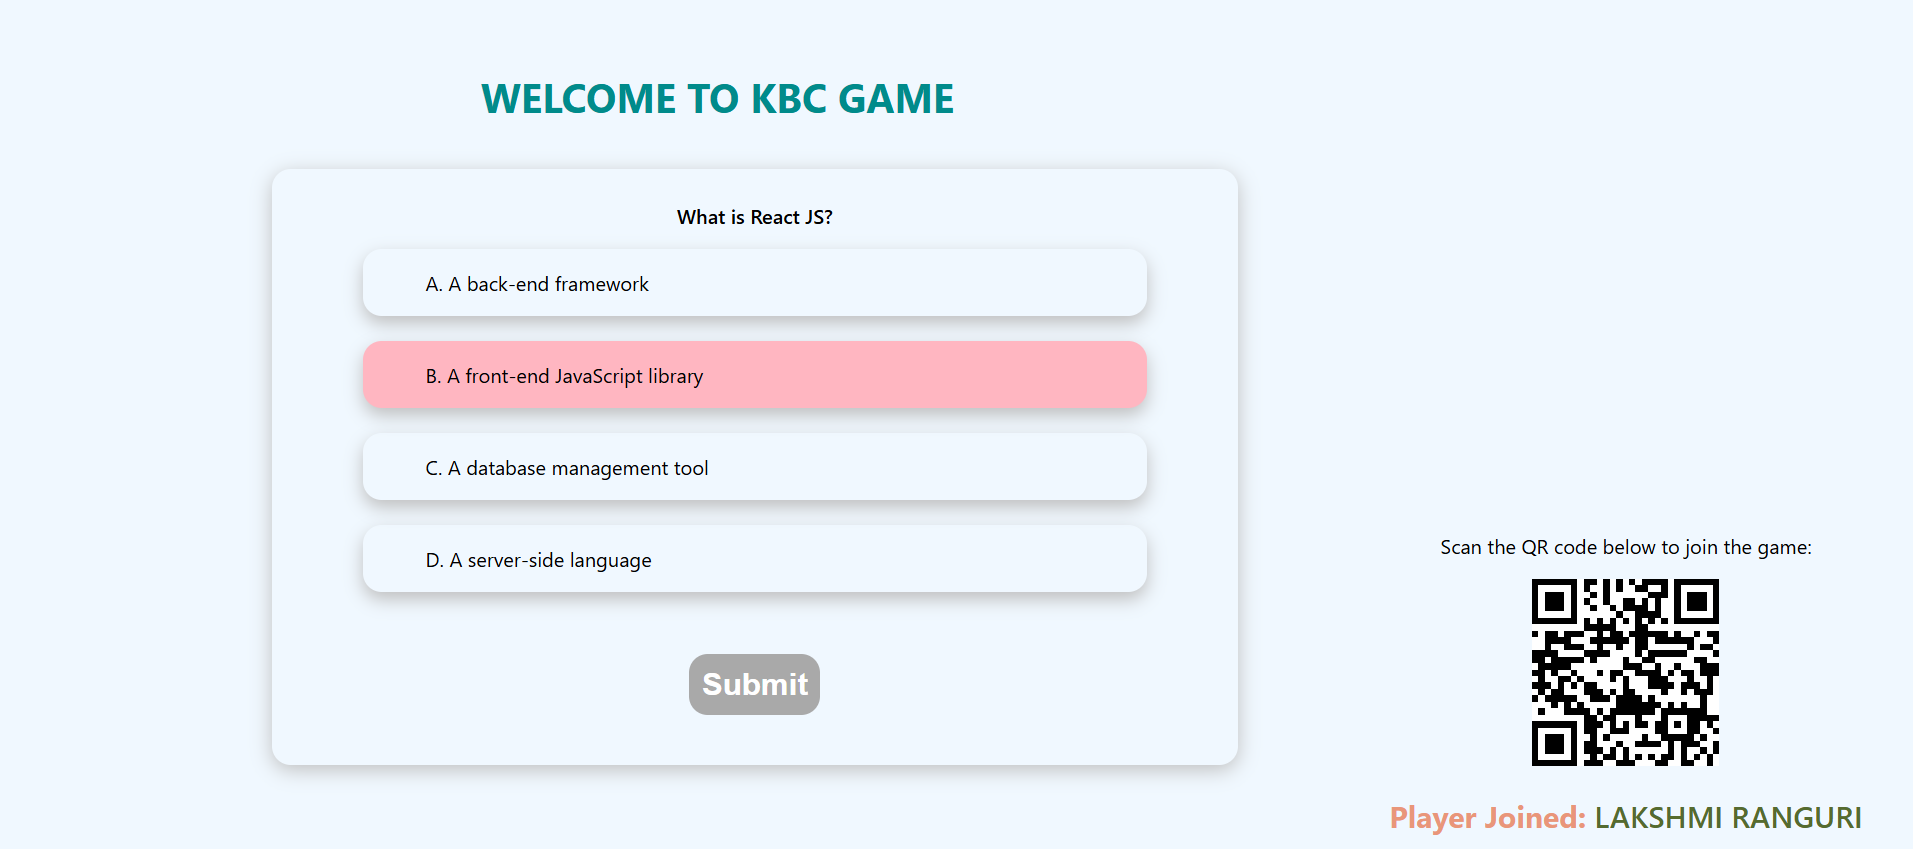 WELCOME TO KBC GAME
What is React JS?
A. A back-end framework
B. A front-end JavaScript library
C. A database management tool
D. A server-side language
Submit
Scan the QR code below to join the game:
Player Joined: LAKSHMI RANGURI